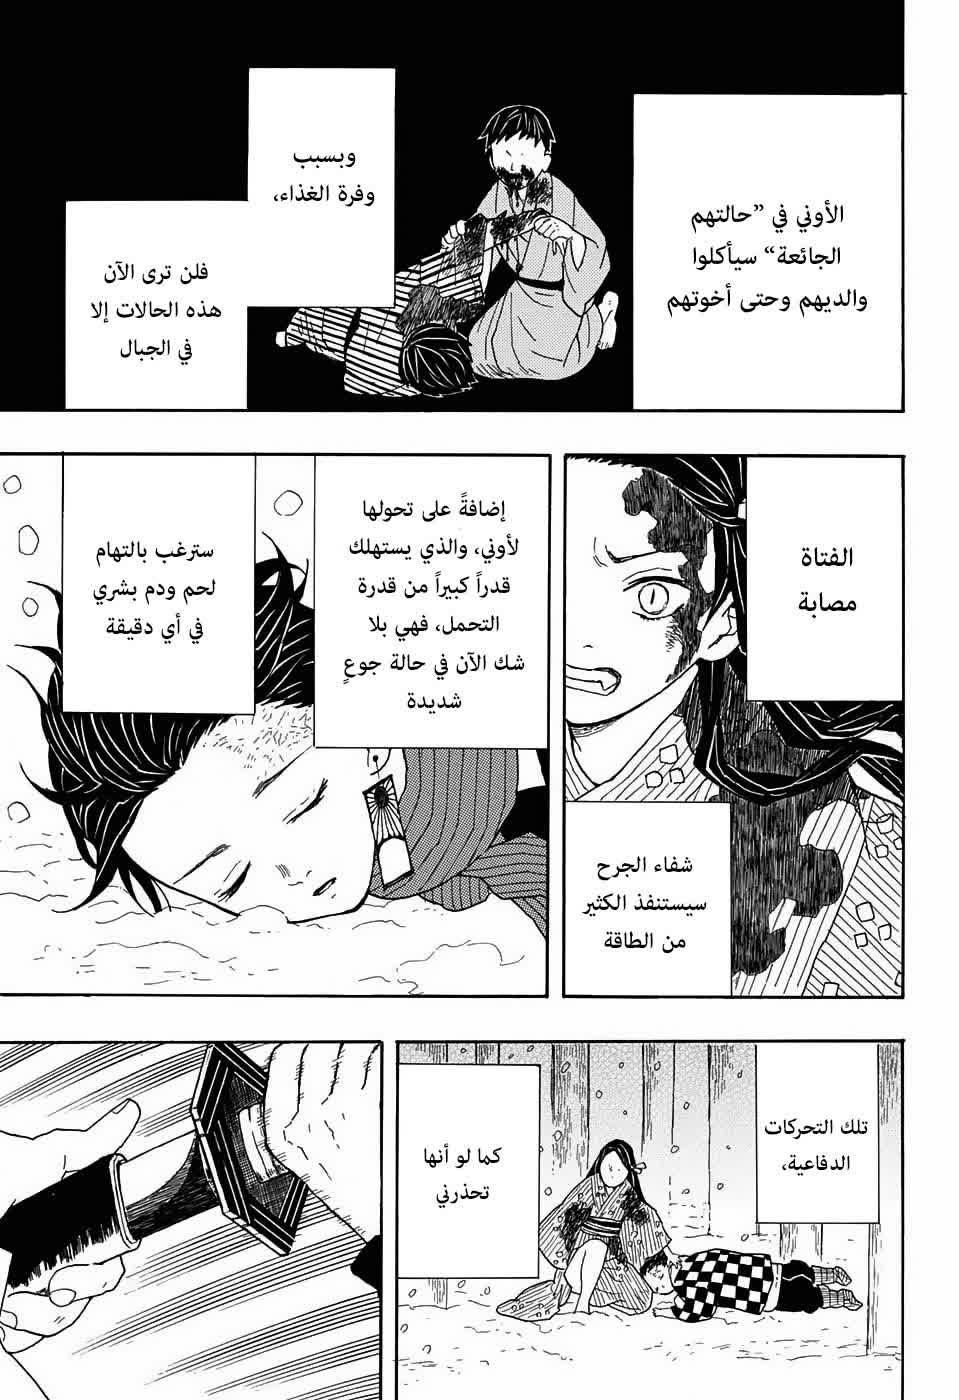 الأوني في ”حالتهم
الجائعة“ سيأكلوا
والديهم وحتى أخوتهم
وبسبب
وفرة الغذاء،
فلن ترى الآن
هذه الحالات إلا
في الجبال
الفتاة
مصابة
شفاء الجرح
سيستنفذ الكثير
من الطاقة
إضافةً على تحولها
لأوني، والذي يستهلك
قدراً كبيراً من قدرة
التحمل، فهي بلا
شك الآن في حالة جوعٍ
شديدة
سترغب بالتهام
لحم ودم بشري
في أي دقيقة
تلك التحركات
الدفاعية،
كما لو أنها
تحذرني